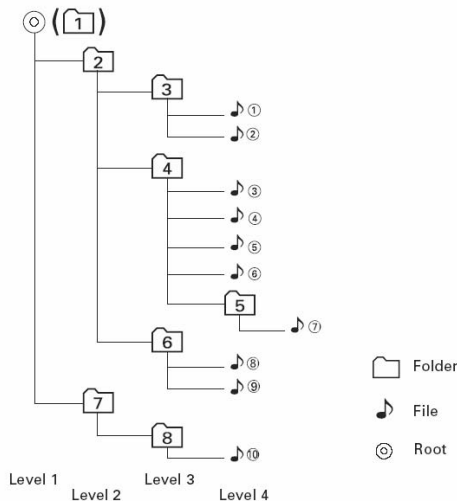 (1)
2
3
①
②
4
③
④
⑤
⑥
5
⑦
6
⑧
⑨
7
8
⑩
Folder
File
Root
Level 1
Level 2
Level 3
Level 4